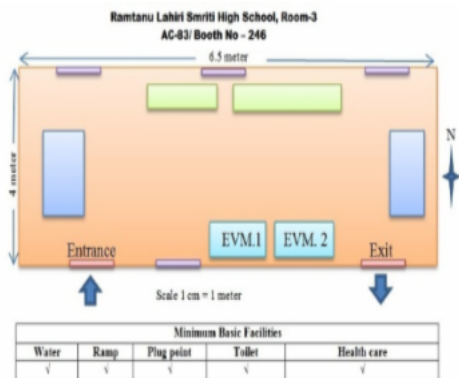 Ramtanu Lahiri Smriti High School, Room-3
AC-83/ Booth No – 246
6.5 meter
4 meter
N
EVM.1 EVM. 2
Entrance Exit
Scale 1 cm = 1 meter
Minimum Basic Facilities
Water Ramp Plug point Toilet Health care
√ √ √ √ √